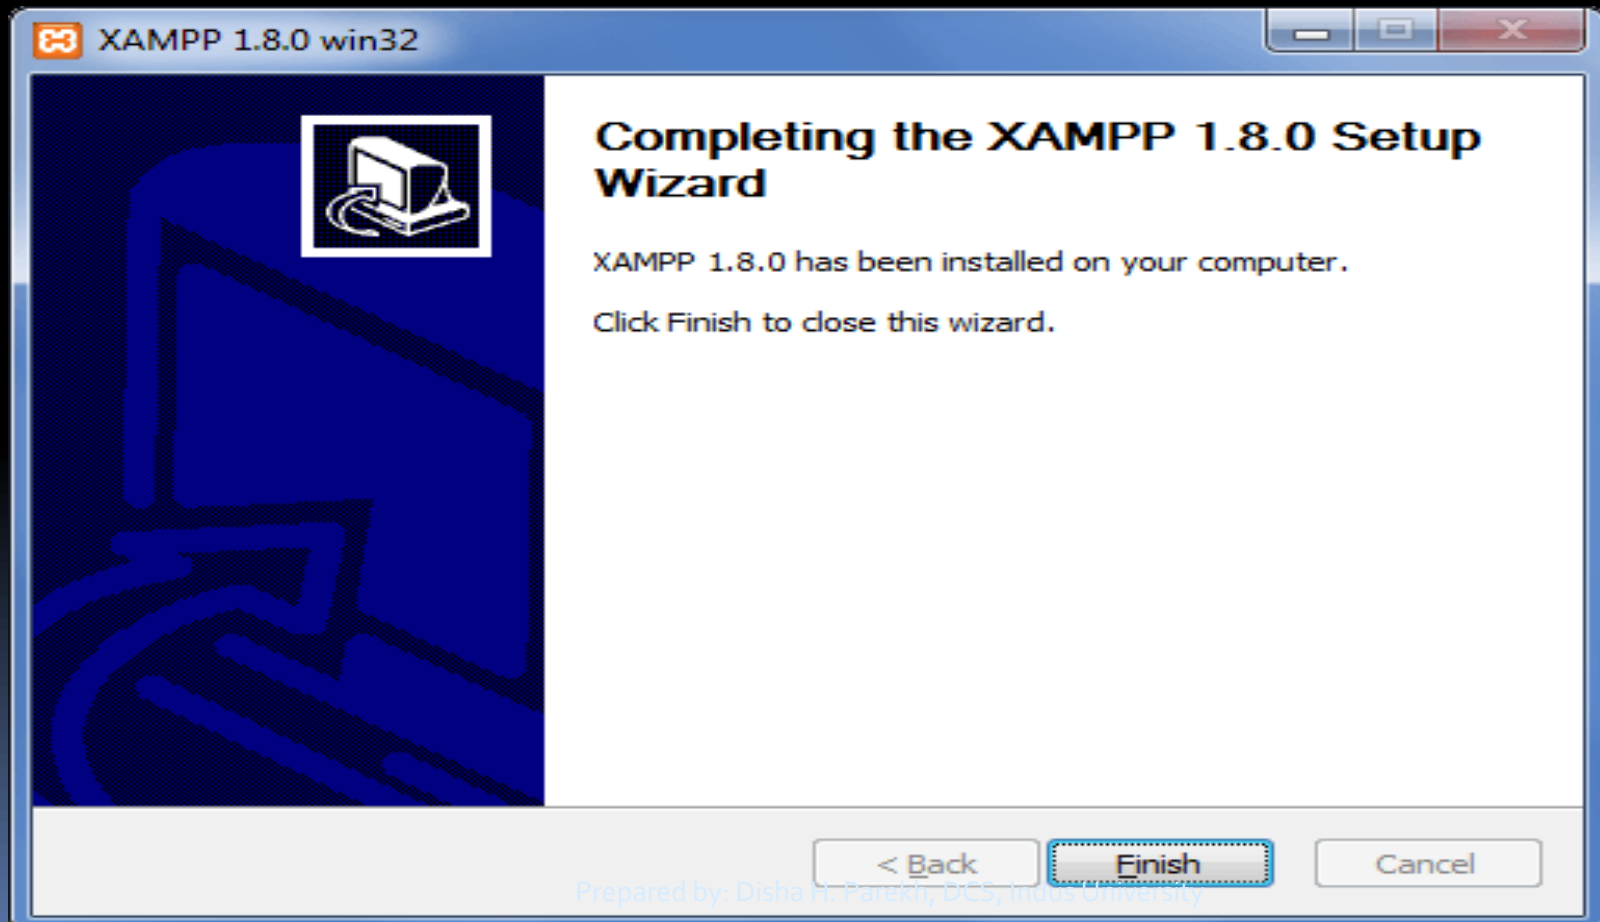 XAMPP 1.8.0 win32
Completing the XAMPP 1.8.0 Setup
Wizard
XAMPP 1.8.0 has been installed on your computer.
Click Finish to close this wizard.
< Back Finish Cancel
Prepared by: Disha H. Parekh, DCS, Indus University